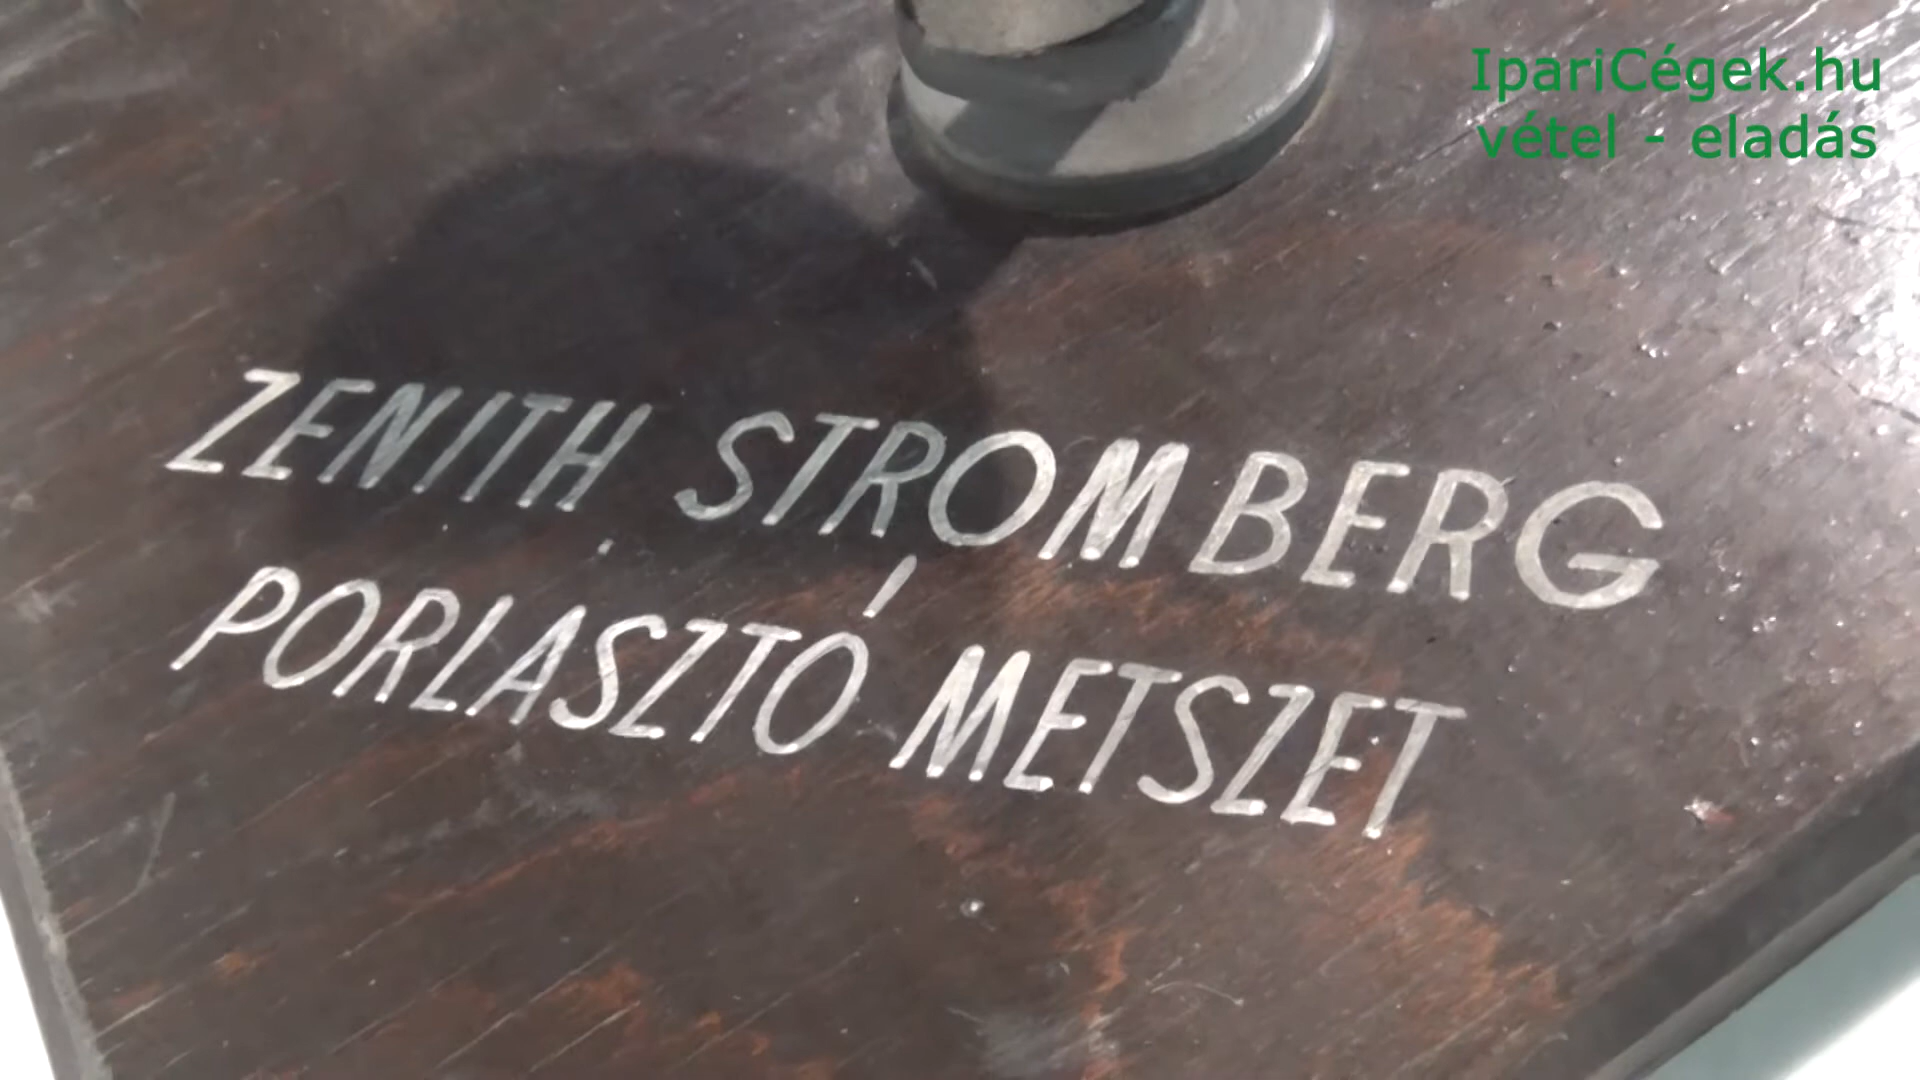 IpariCégek.hu
vétel - eladás
ZENITH STROMBERG
PORLASZTÓ METSZET